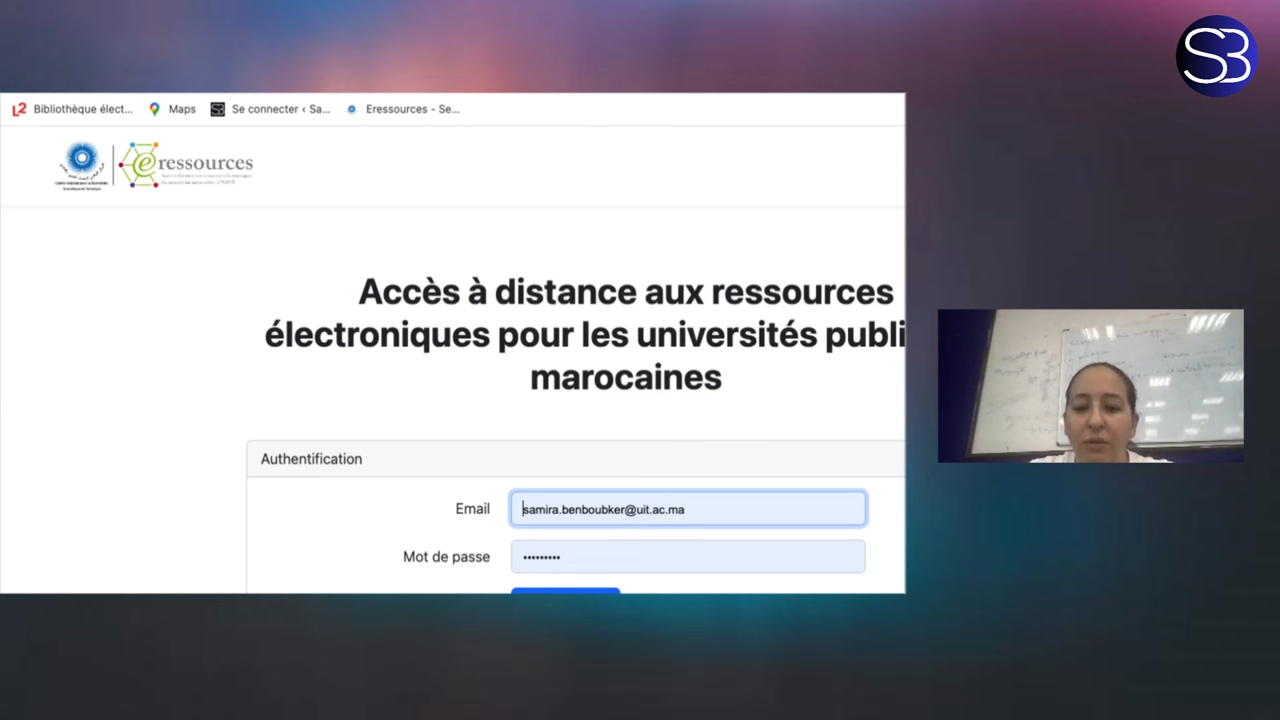 SB
Bibliothèque élect...
Maps
Se connecter ‹ Sa...
Eressources - Se...
eressources
Accès à distance aux ressources
électroniques pour les universités publi
marocaines
Authentification
Email
samira.benboubker@uit.ac.ma
Mot de passe
•••••••••